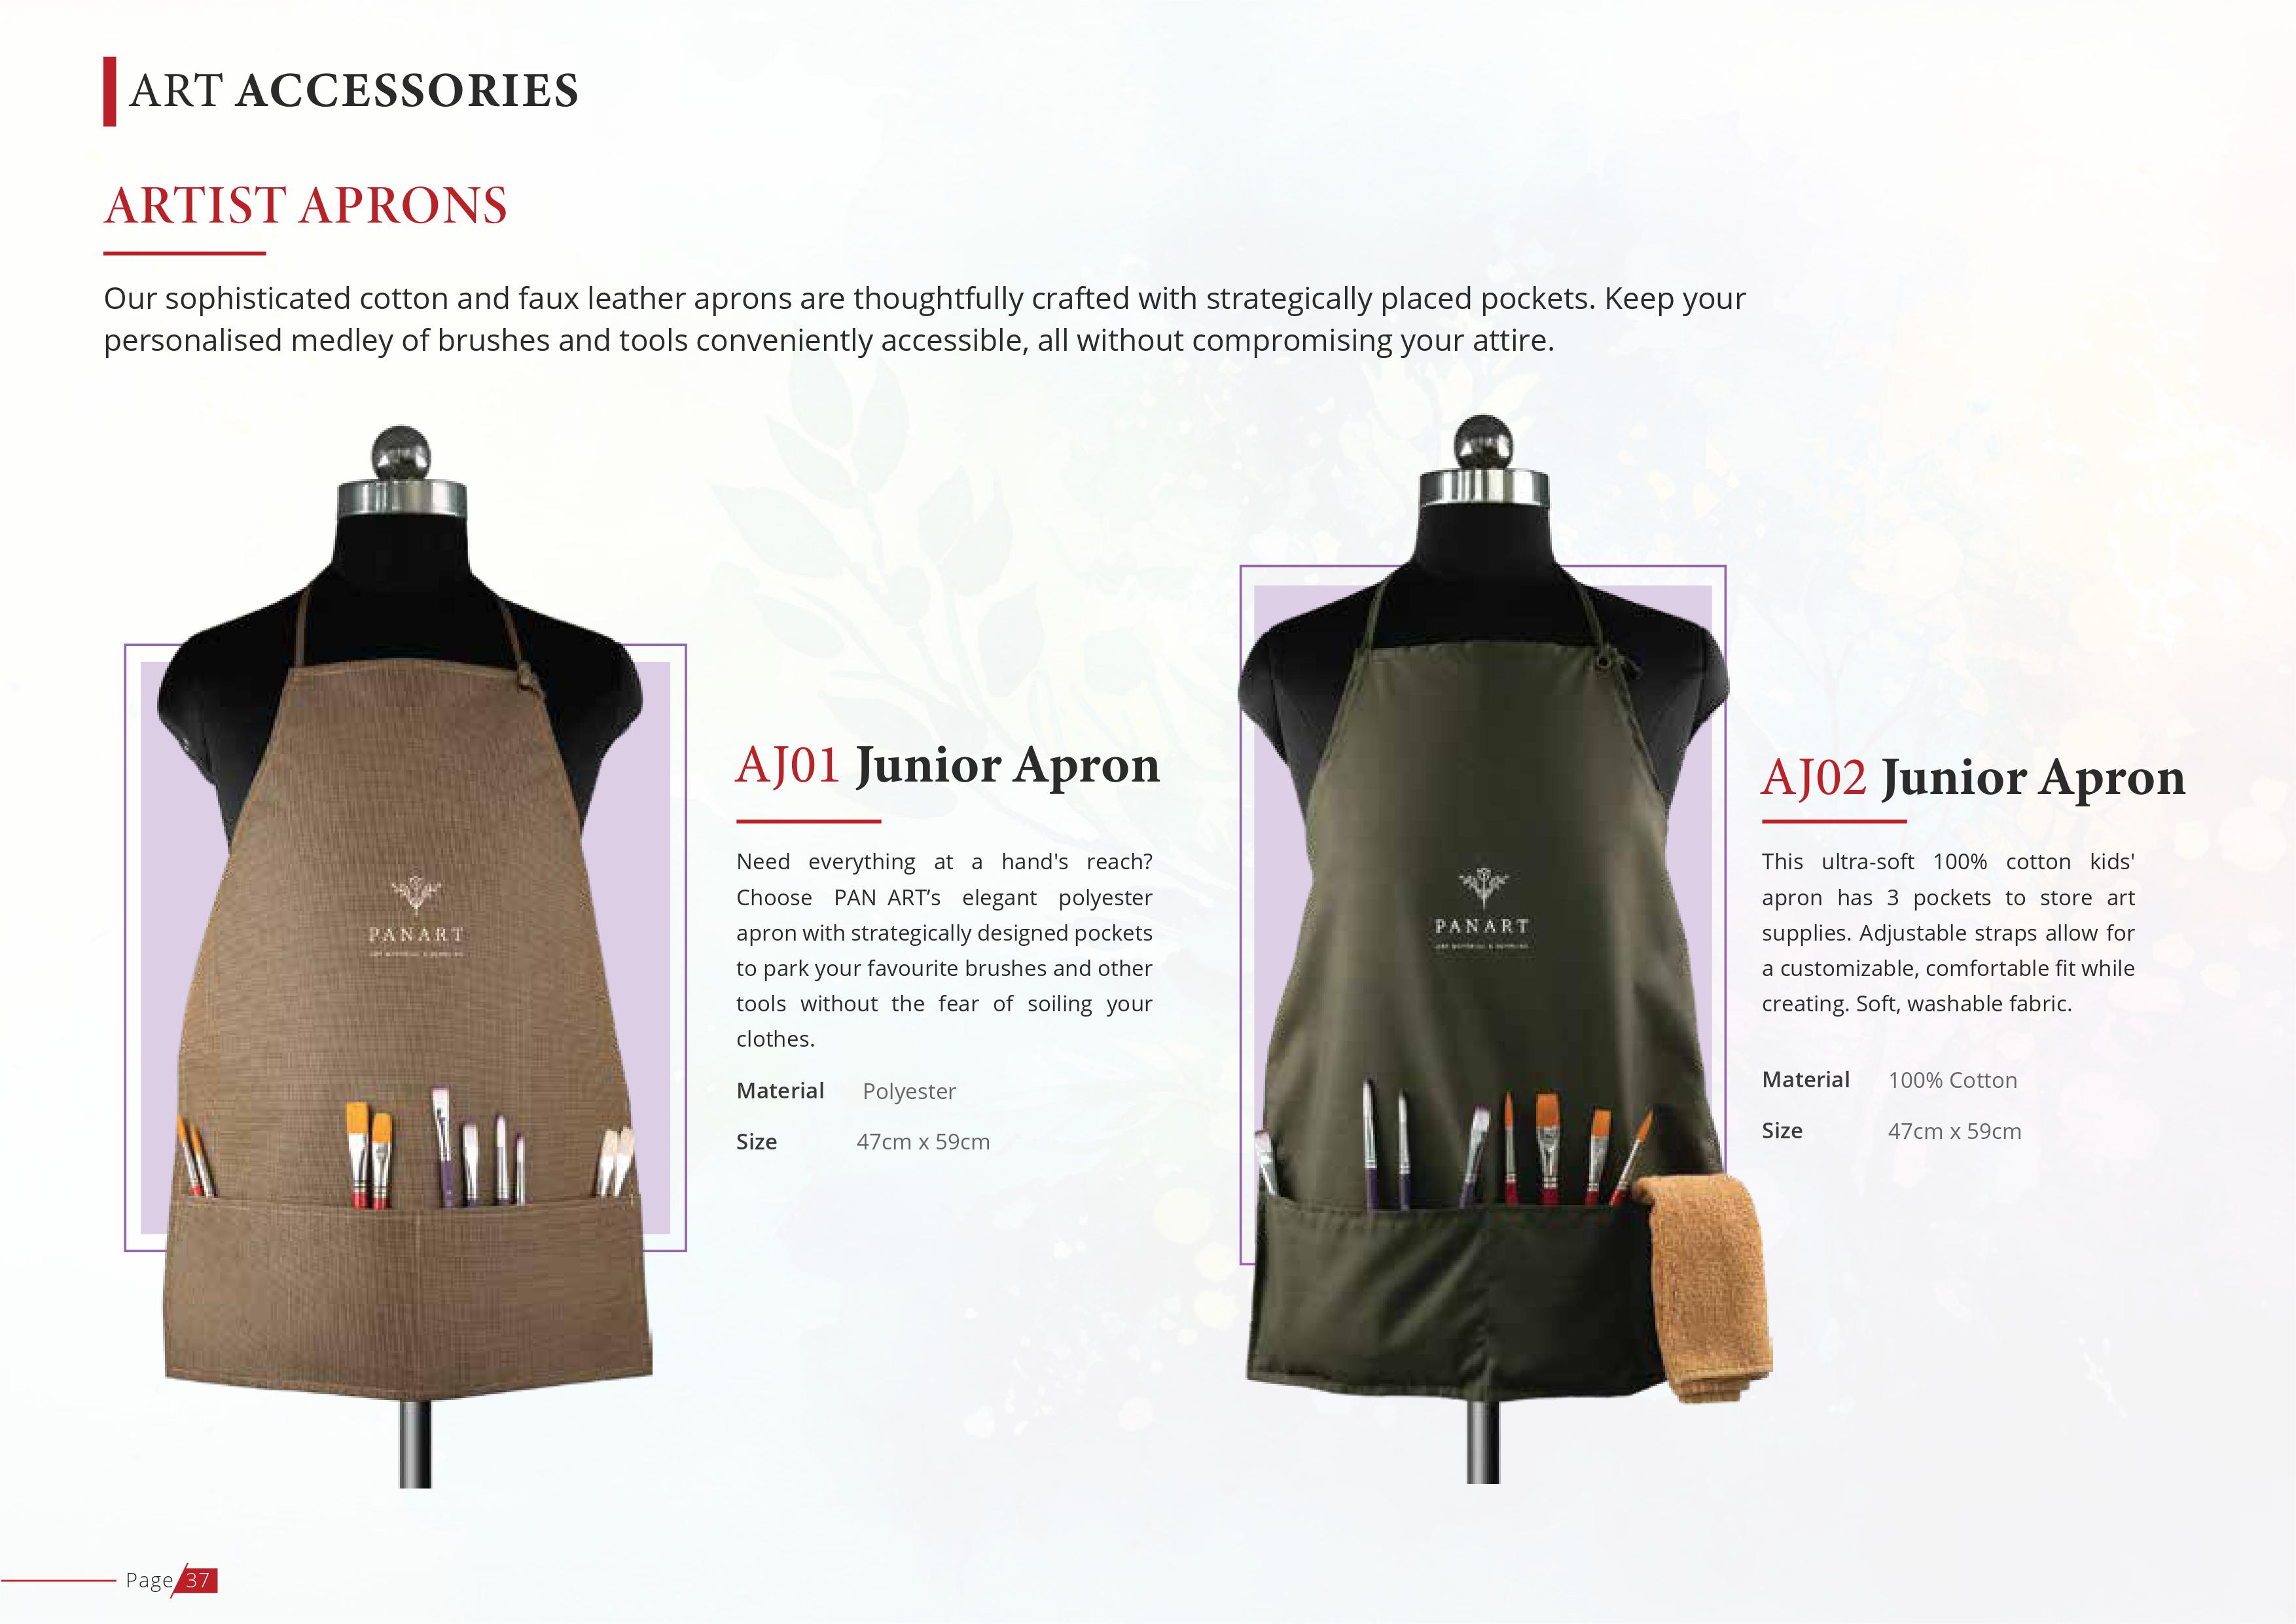 ART ACCESSORIES
ARTIST APRONS
Our sophisticated cotton and faux leather aprons are thoughtfully crafted with strategically placed pockets. Keep your
personalised medley of brushes and tools conveniently accessible, all without compromising your attire.
PANART
AJ01 Junior Apron
Need everything at a hand's reach?
Choose PAN ART’s elegant polyester
apron with strategically designed pockets
to park your favourite brushes and other
tools without the fear of soiling your
clothes.
Material Polyester
Size 47cm x 59cm
PANART
AJ02 Junior Apron
This ultra-soft 100% cotton kids'
apron has 3 pockets to store art
supplies. Adjustable straps allow for
a customizable, comfortable fit while
creating. Soft, washable fabric.
Material 100% Cotton
Size 47cm x 59cm
Page 37